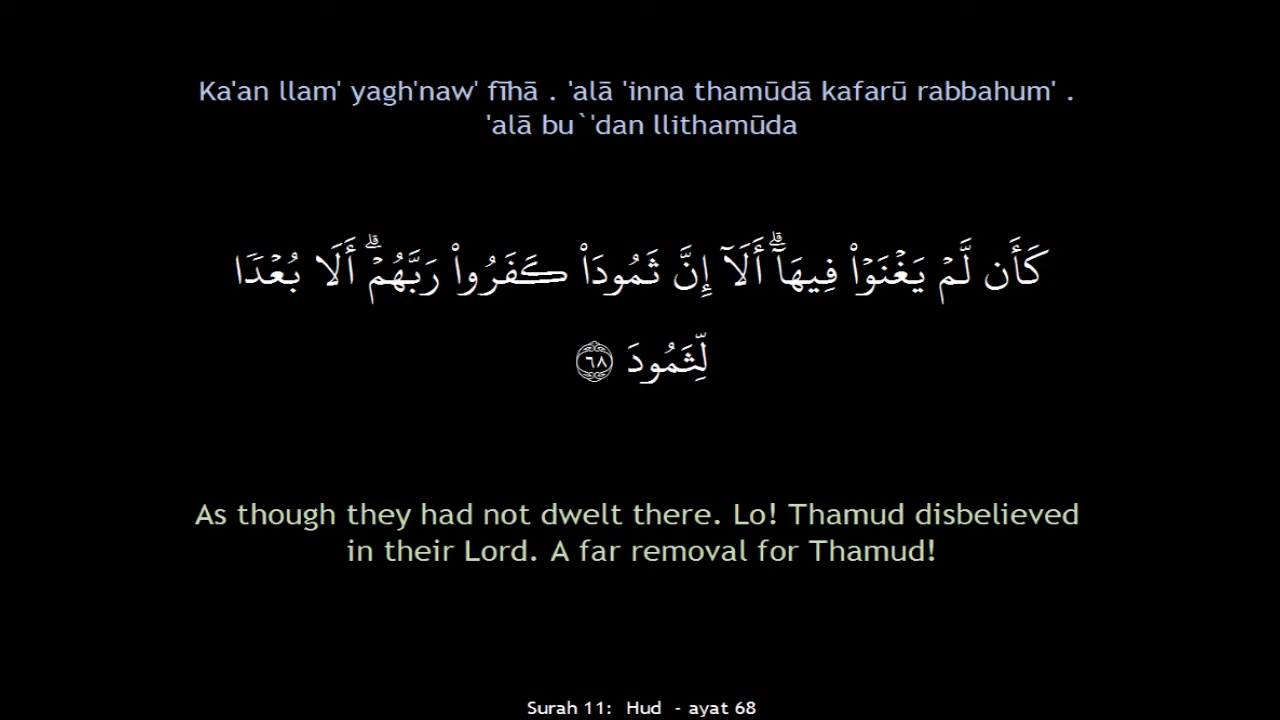 Ka'an llam' yagh'naw' fīhā . 'alā 'inna thamūdā kafarū rabbahum' .
'alā bu`'dan llithamūda
كَأَن لَّمۡ يَغۡنَوۡاْ فِيهَآۗ أَلَآ إِنَّ ثَمُودَاْ كَفَرُواْ رَبَّهُمۡۗ أَلَا بُعۡدٗا
لِّثَمُودَ ٦٨
As though they had not dwelt there. Lo! Thamud disbelieved
in their Lord. A far removal for Thamud!
Surah 11: Hud - ayat 68